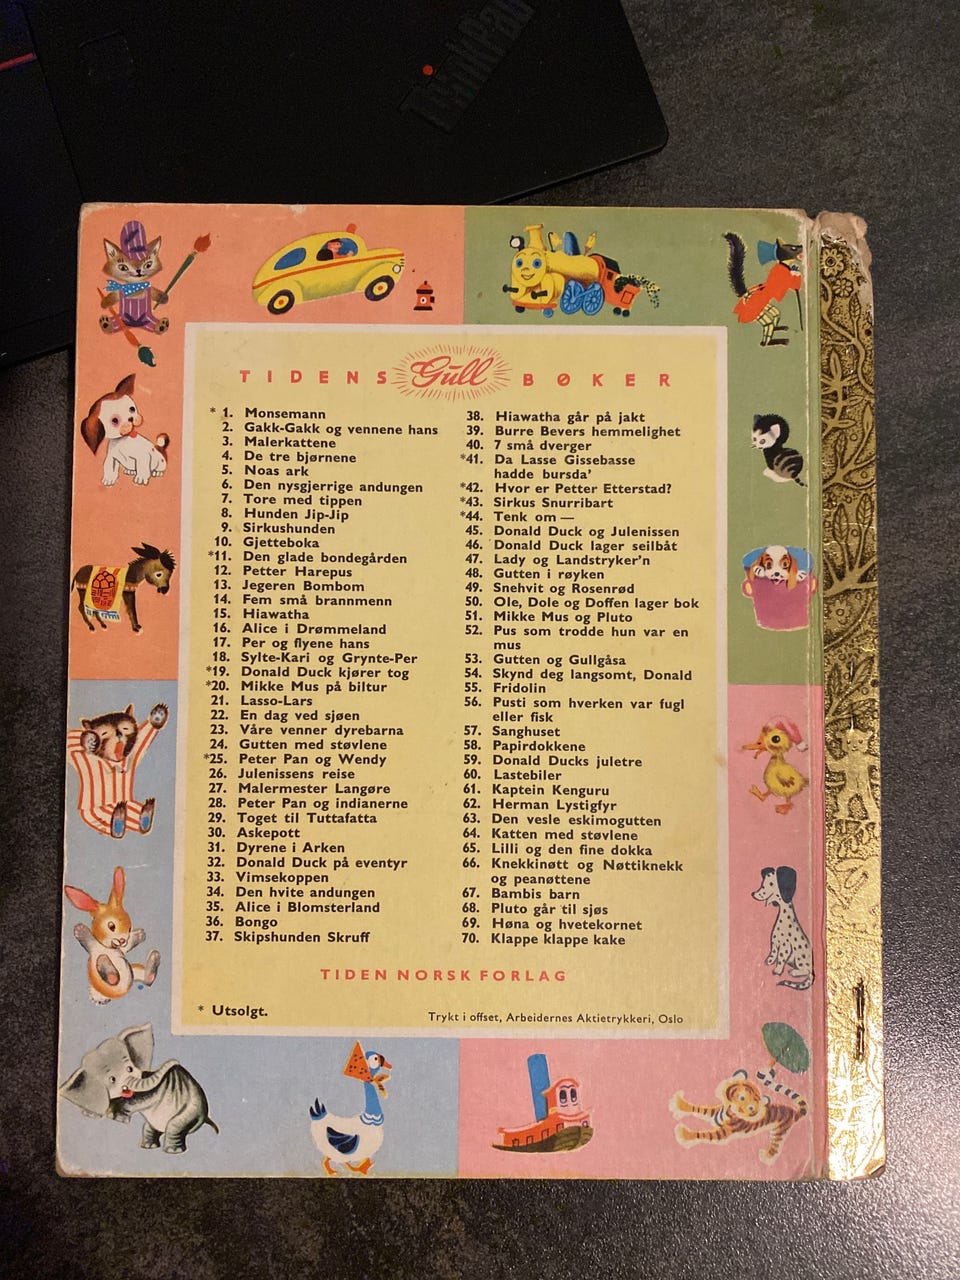 ThinkPad
TIDENS Gull BØKER
* 1. Monsemann
2. Gakk-Gakk og vennene hans
3. Malerkattene
4. De tre bjørnene
5. Noas ark
6. Den nysgjerrige andungen
7. Tore med tippen
8. Hunden Jip-Jip
9. Sirkushunden
10. Gjetteboka
*11. Den glade bondegården
12. Petter Harepus
13. Jegeren Bombom
14. Fem små brannmenn
15. Hiawatha
16. Alice i Drømmeland
17. Per og flyene hans
18. Sylte-Kari og Grynte-Per
*19. Donald Duck kjører tog
*20. Mikke Mus på biltur
21. Lasso-Lars
22. En dag ved sjøen
23. Våre venner dyrebarna
24. Gutten med støvlene
*25. Peter Pan og Wendy
26. Julenissens reise
27. Malermester Langøre
28. Peter Pan og indianerne
29. Toget til Tuttafatta
30. Askepott
31. Dyrene i Arken
32. Donald Duck på eventyr
33. Vimsekoppen
34. Den hvite andungen
35. Alice i Blomsterland
36. Bongo
37. Skipshunden Skruff
38. Hiawatha går på jakt
39. Burre Bevers hemmelighet
40. 7 små dverger
*41. Da Lasse Gissebasse
hadde bursda'
*42. Hvor er Petter Etterstad?
*43. Sirkus Snurribart
*44. Tenk om —
45. Donald Duck og Julenissen
46. Donald Duck lager seilbåt
47. Lady og Landstryker'n
48. Gutten i røyken
49. Snehvit og Rosenrød
50. Ole, Dole og Doffen lager bok
51. Mikke Mus og Pluto
52. Pus som trodde hun var en
mus
53. Gutten og Gullgåsa
54. Skynd deg langsomt, Donald
55. Fridolin
56. Pusti som hverken var fugl
eller fisk
57. Sanghuset
58. Papirdokkene
59. Donald Ducks juletre
60. Lastebiler
61. Kaptein Kenguru
62. Herman Lystigfyr
63. Den vesle eskimogutten
64. Katten med støvlene
65. Lilli og den fine dokka
66. Knekkinøtt og Nøttiknekk
og peanøttene
67. Bambis barn
68. Pluto går til sjøs
69. Høna og hvetekornet
70. Klappe klappe kake
TIDEN NORSK FORLAG
* Utsolgt.
Trykt i offset, Arbeidernes Aktietrykkeri, Oslo